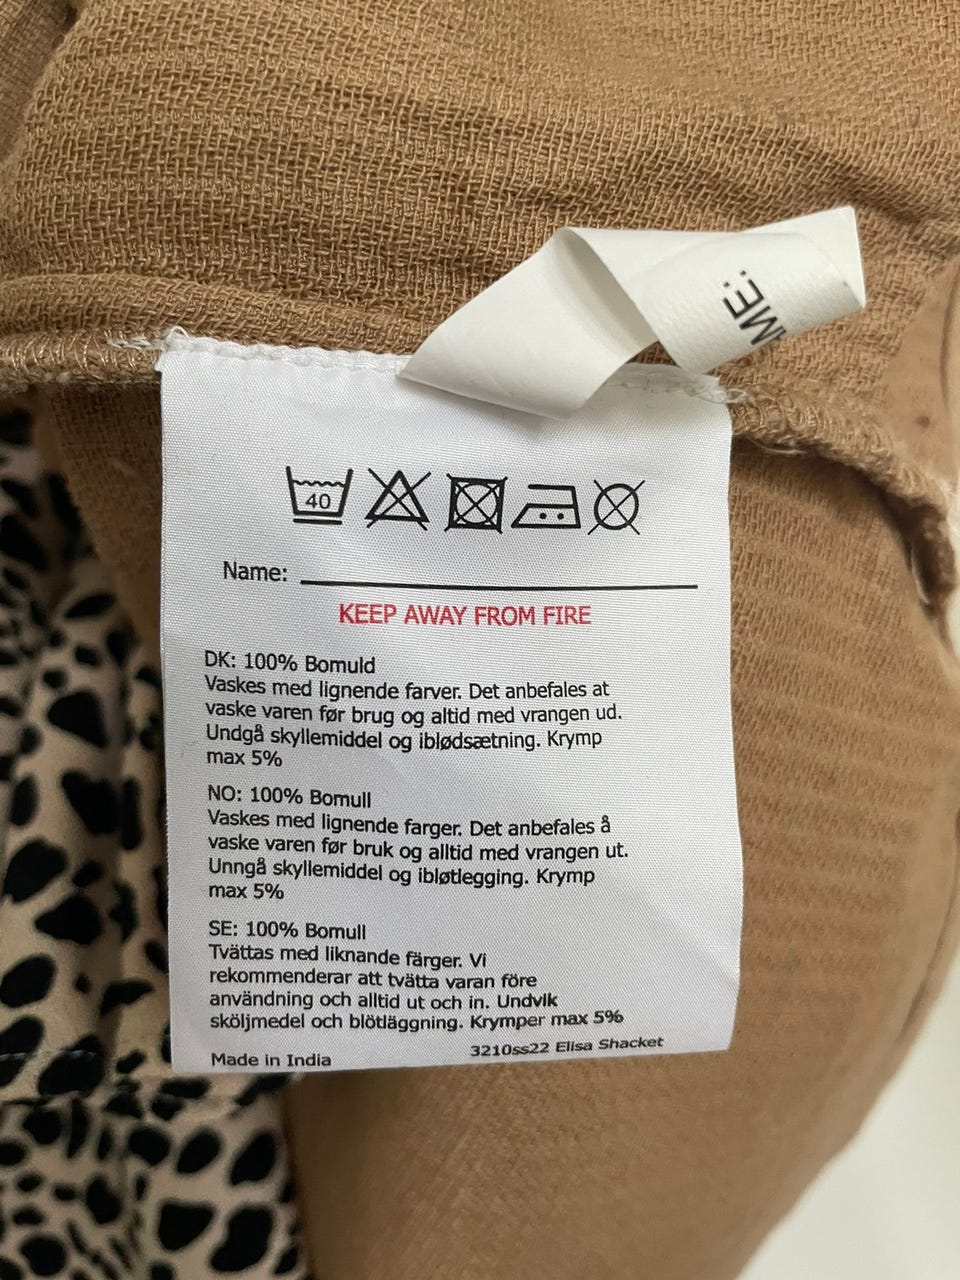 ME:
40
Name:
KEEP AWAY FROM FIRE
DK: 100% Bomuld
Vaskes med lignende farver. Det anbefales at
vaske varen før brug og altid med vrangen ud.
Undgå skyllemiddel og iblødsætning. Krymp
max 5%
NO: 100% Bomull
Vaskes med lignende farger. Det anbefales å
vaske varen før bruk og alltid med vrangen ut.
Unngå skyllemiddel og ibløtlegging. Krymp
max 5%
SE: 100% Bomull
Tvättas med liknande färger. Vi
rekommenderar att tvätta varan före
användning och alltid ut och in. Undvik
sköljmedel och blötläggning. Krymper max 5%
Made in India
3210ss22 Elisa Shacket